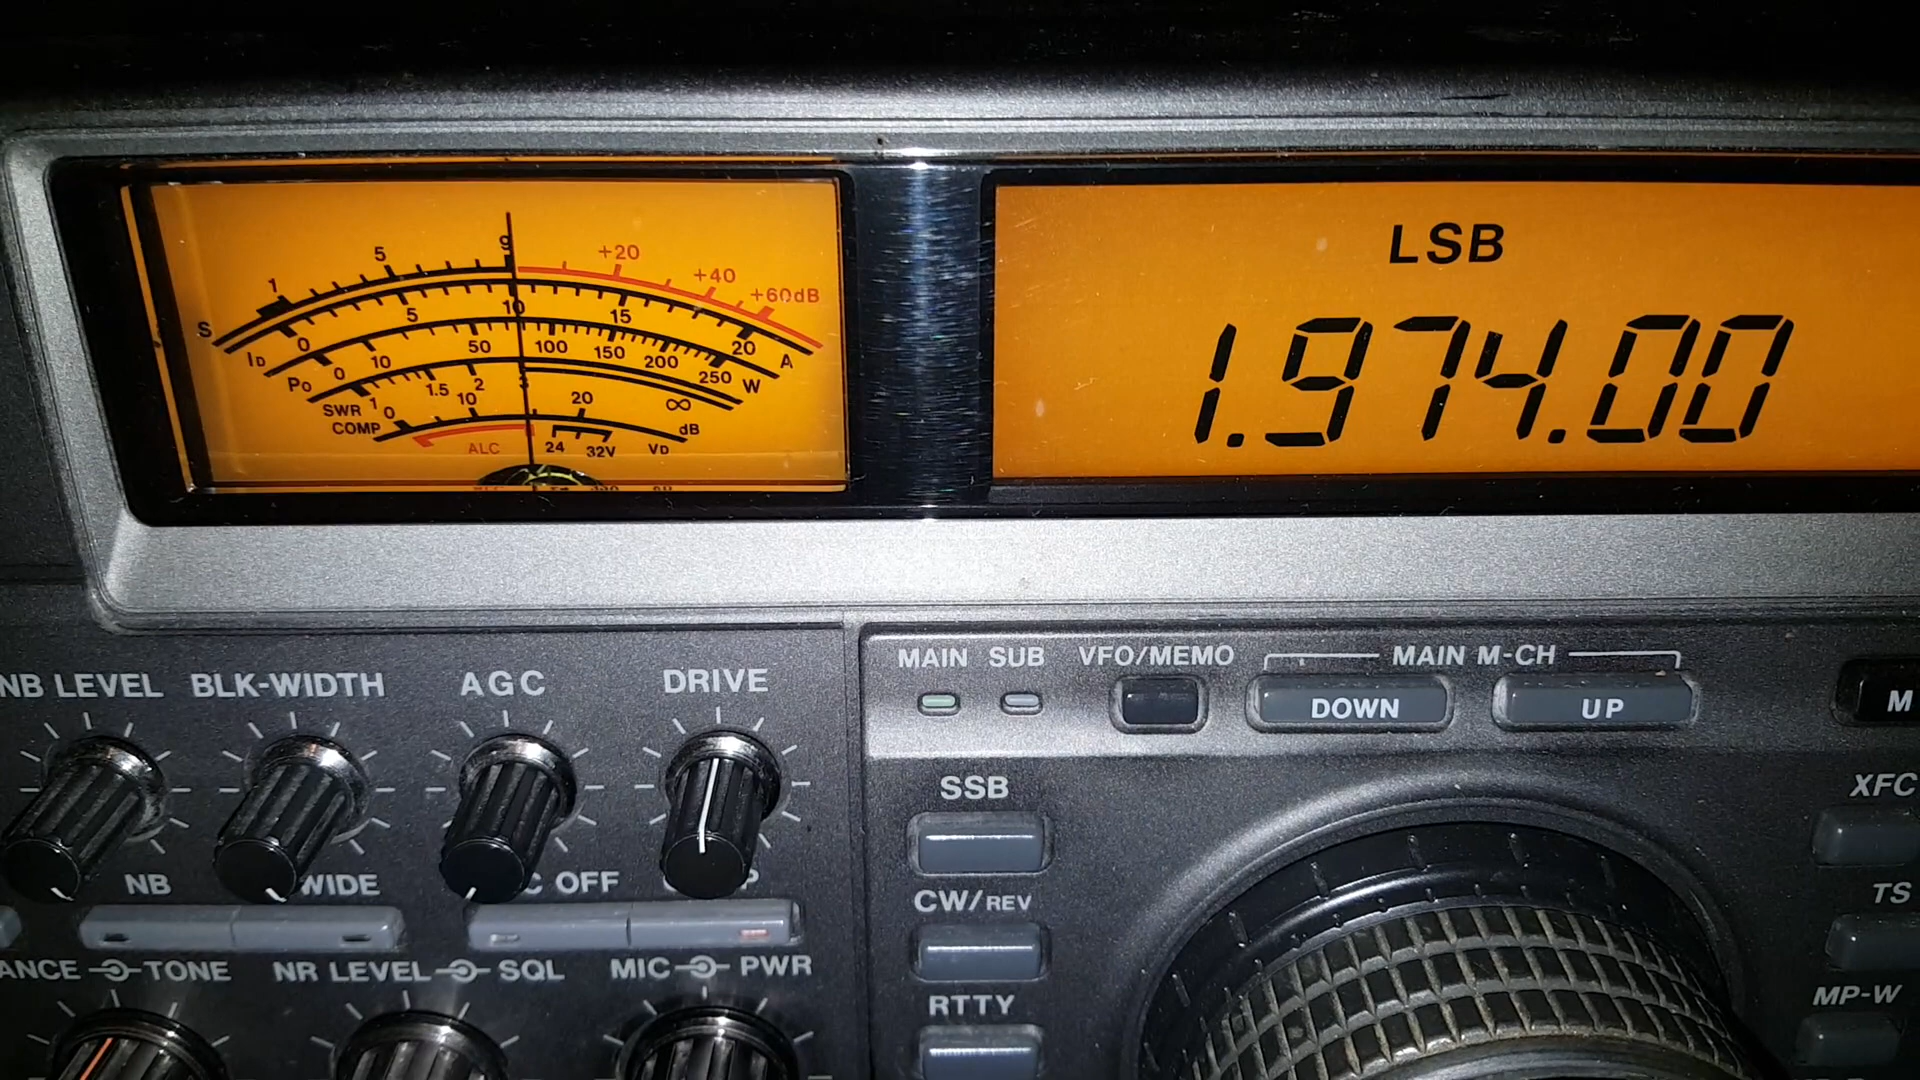 1 5 9 +20 +40 +60dB
S
0 5 10 15 20
ID A
0 10 50 100 150 200 250
Po W
1 1.5 2 3 ∞
SWR
0 10 20 dB
COMP
ALC 24 32V VD
LSB
1.974.00
MAIN SUB VFO/MEMO MAIN M-CH
DOWN UP M
NB LEVEL BLK-WIDTH AGC DRIVE
SSB XFC
NB WIDE OFF
CW/REV TS
TONE NR LEVEL SQL MIC PWR
RTTY MP-W